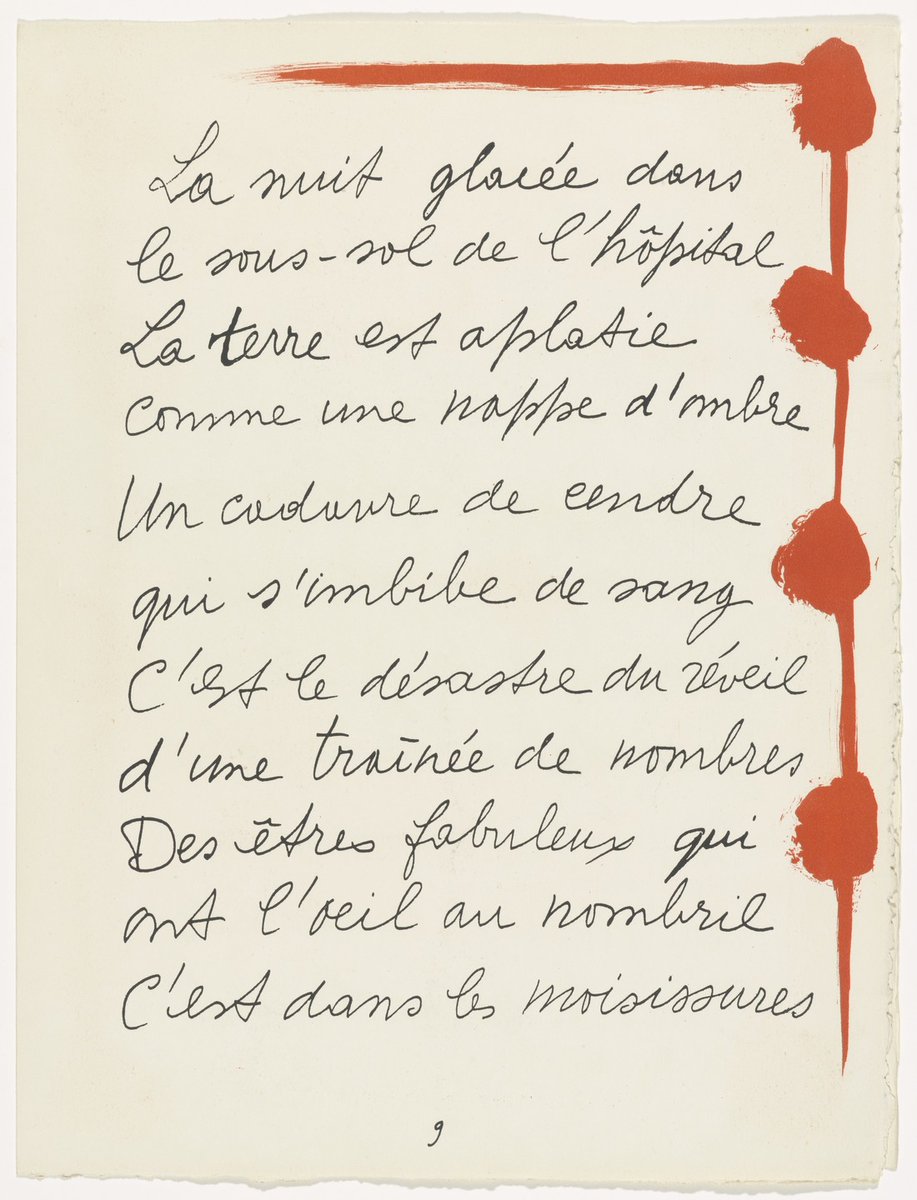 La nuit glacée dans
le sous-sol de l'hôpital
La terre est aplatie
comme une nappe d'ombre
Un cadavre de cendre
qui s'imbibe de sang
C'est le désastre du réveil
d'une traînée de nombres
Des êtres fabuleux qui
ont l'oeil au nombril
C'est dans les moisissures
9